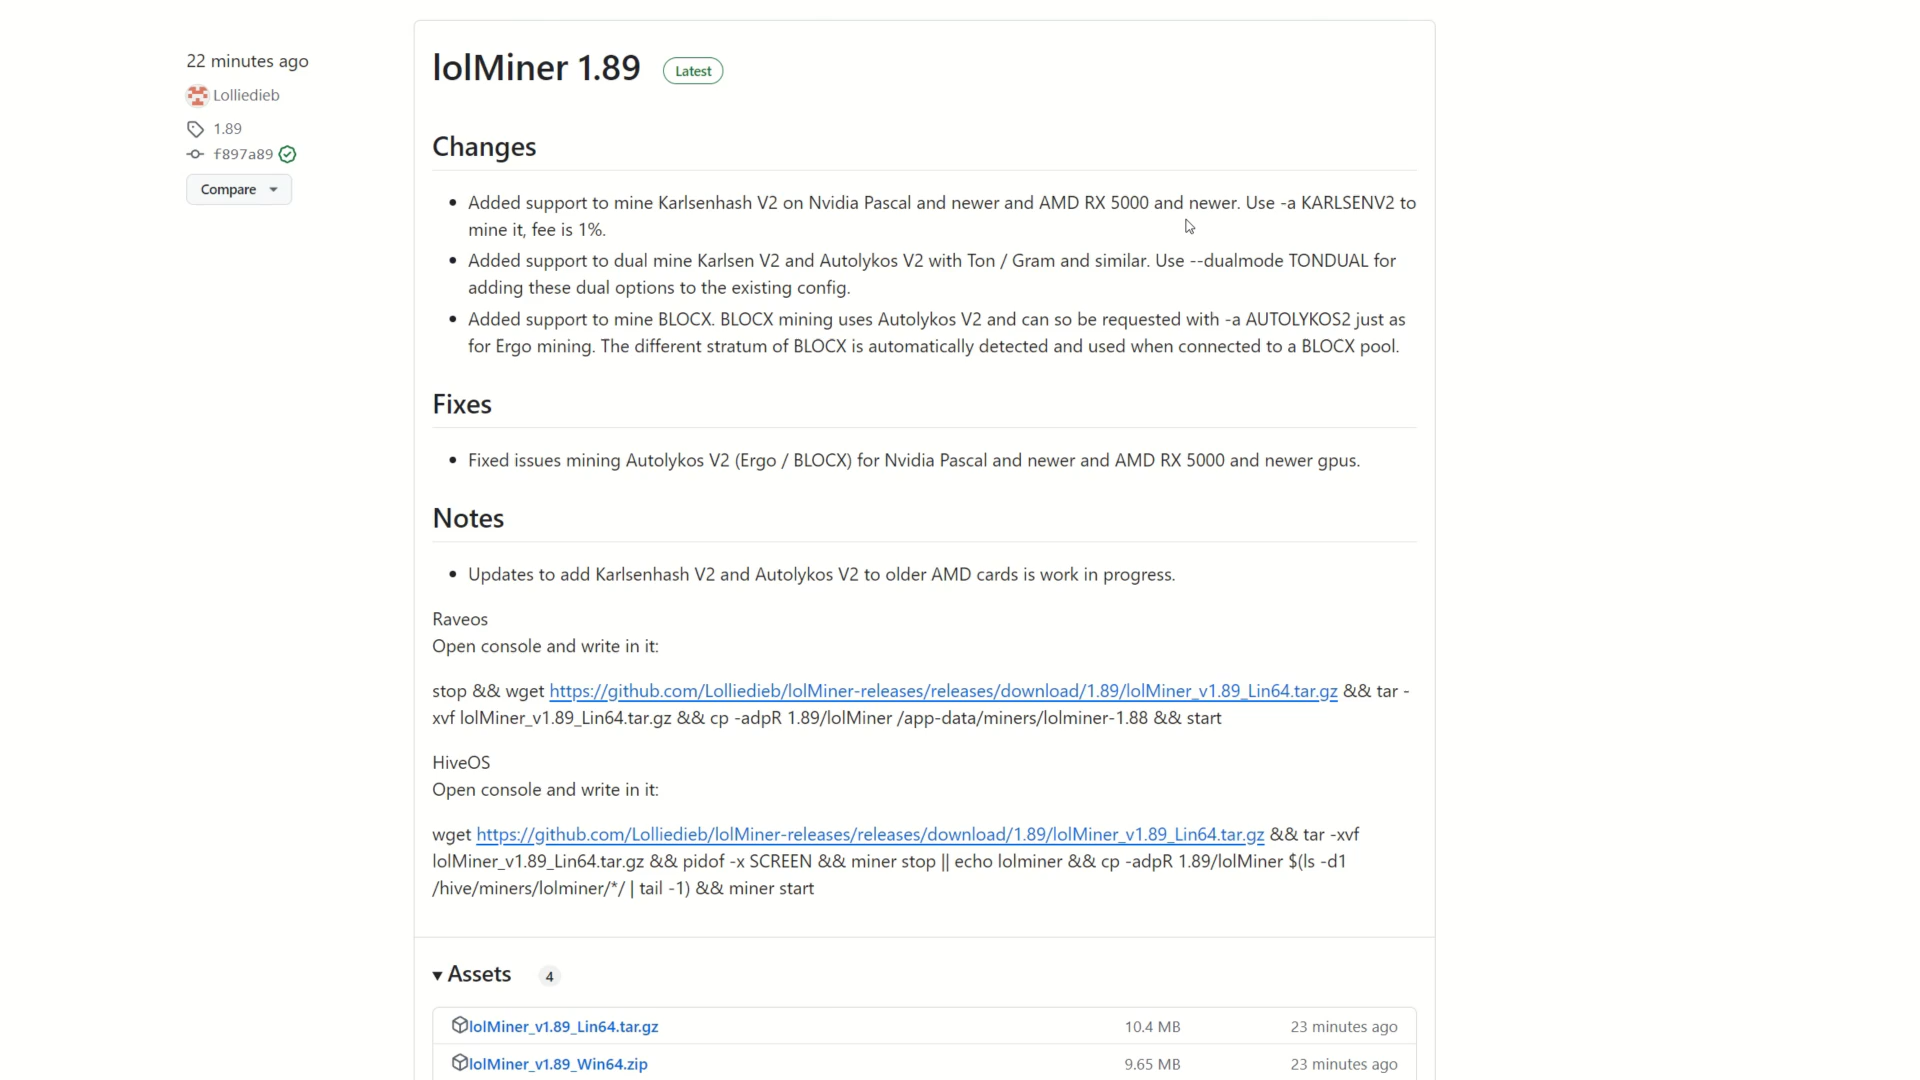 22 minutes ago
Lolliedieb
1.89
f897a89
Compare
lolMiner 1.89
Latest
Changes
Added support to mine Karlsenhash V2 on Nvidia Pascal and newer and AMD RX 5000 and newer. Use -a KARLSENV2 to
mine it, fee is 1%.
Added support to dual mine Karlsen V2 and Autolykos V2 with Ton / Gram and similar. Use --dualmode TONDUAL for
adding these dual options to the existing config.
Added support to mine BLOCX. BLOCX mining uses Autolykos V2 and can so be requested with -a AUTOLYKOS2 just as
for Ergo mining. The different stratum of BLOCX is automatically detected and used when connected to a BLOCX pool.
Fixes
Fixed issues mining Autolykos V2 (Ergo / BLOCX) for Nvidia Pascal and newer and AMD RX 5000 and newer gpus.
Notes
Updates to add Karlsenhash V2 and Autolykos V2 to older AMD cards is work in progress.
Raveos
Open console and write in it:
stop && wget https://github.com/Lolliedieb/lolMiner-releases/releases/download/1.89/lolMiner_v1.89_Lin64.tar.gz && tar -
xvf lolMiner_v1.89_Lin64.tar.gz && cp -adpR 1.89/lolMiner /app-data/miners/lolminer-1.88 && start
HiveOS
Open console and write in it:
wget https://github.com/Lolliedieb/lolMiner-releases/releases/download/1.89/lolMiner_v1.89_Lin64.tar.gz && tar -xvf
lolMiner_v1.89_Lin64.tar.gz && pidof -x SCREEN && miner stop || echo lolminer && cp -adpR 1.89/lolMiner $(ls -d1
/hive/miners/lolminer/*/ | tail -1) && miner start
Assets 4
lolMiner_v1.89_Lin64.tar.gz 10.4 MB 23 minutes ago
lolMiner_v1.89_Win64.zip 9.65 MB 23 minutes ago